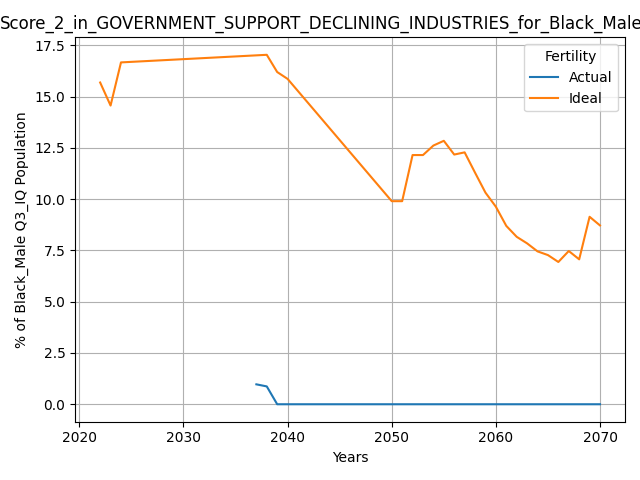 Score_2_in_GOVERNMENT_SUPPORT_DECLINING_INDUSTRIES_for_Black_Male
17.5
15.0
12.5
10.0
7.5
5.0
2.5
0.0
% of Black_Male Q3_IQ Population
Fertility
Actual
Ideal
2020 2030 2040 2050 2060 2070
Years